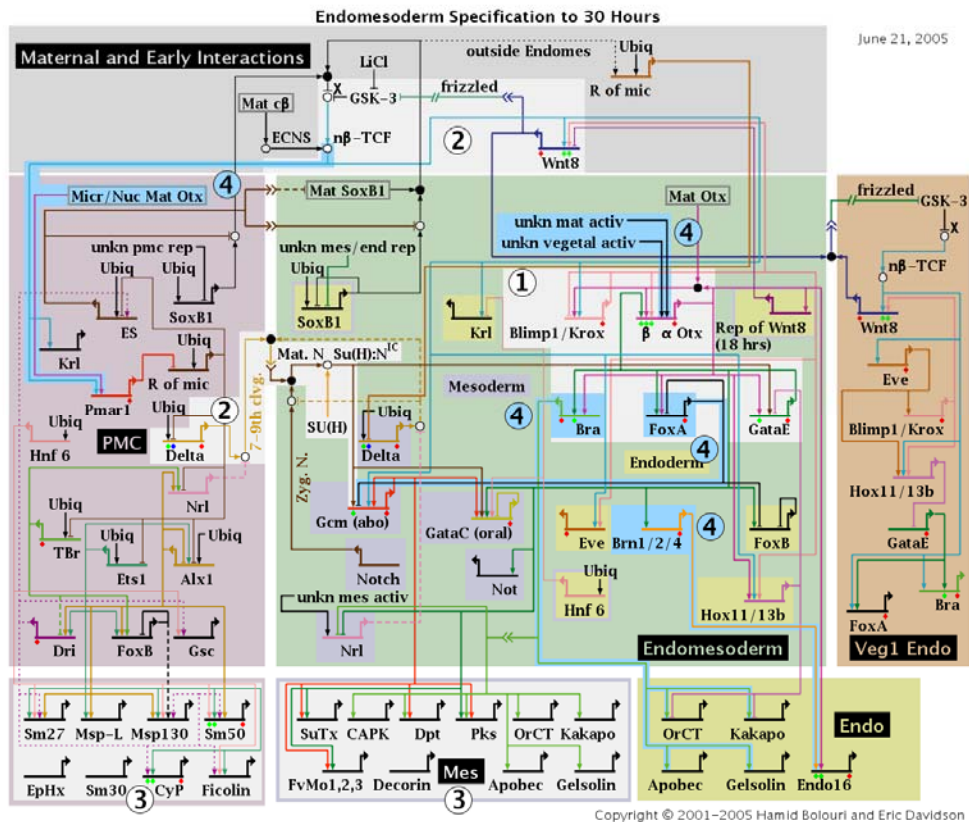 Endomesoderm Specification to 30 Hours
June 21, 2005
Maternal and Early Interactions
outside Endomes
Ubiq
R of mic
LiCl
X
GSK-3
frizzled
Mat cβ
ECNS
nβ-TCF
2
Wnt8
Micr/Nuc Mat Otx
4
Mat SoxB1
Mat Otx
frizzled
GSK-3
X
nβ-TCF
unkn mat activ
unkn vegetal activ
4
unkn pmc rep
Ubiq
Ubiq
ES
SoxB1
unkn mes/end rep
Ubiq
SoxB1
1
Krl
Blimp1/Krox
β α Otx
Rep of Wnt8
(18 hrs)
Wnt8
Krl
Ubiq
R of mic
Pmar1
Mat. N
Su(H):N^IC
SU(H)
Eve
Blimp1/Krox
2
7-9th clvg.
Mesoderm
4
Bra
FoxA
GataE
PMC
Ubiq
Hnf 6
Ubiq
Delta
Ubiq
Delta
Endoderm
4
Hox11/13b
Nrl
Zyg. N.
Gcm (abo)
GataC (oral)
Eve
Brn1/2/4
4
FoxB
GataE
Ubiq
TBr
Ubiq
Ets1
Ubiq
Alx1
Notch
Not
Ubiq
Hnf 6
Hox11/13b
Bra
FoxA
unkn mes activ
Nrl
Dri
FoxB
Gsc
Endomesoderm
Veg1 Endo
Sm27
Msp-L
Msp130
Sm50
SuTx
CAPK
Dpt
Pks
OrCT
Kakapo
OrCT
Kakapo
Endo
EpHx
Sm30
CyP
Ficolin
3
FvMo1,2,3
Decorin
Mes
3
Apobec
Gelsolin
Apobec
Gelsolin
Endo16
Copyright © 2001-2005 Hamid Bolouri and Eric Davidson